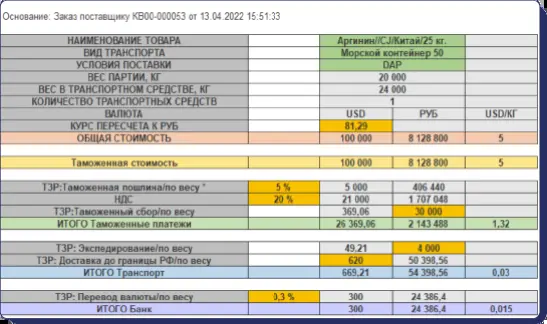 Основание: Заказ поставщику КВ00-000053 от 13.04.2022 15:51:33
НАИМЕНОВАНИЕ ТОВАРА Аргинин//CJ/Китай/25 кг.
ВИД ТРАНСПОРТА Морской контейнер 50
УСЛОВИЯ ПОСТАВКИ DAP
ВЕС ПАРТИИ, КГ 20 000
ВЕС В ТРАНСПОРТНОМ СРЕДСТВЕ, КГ 24 000
КОЛИЧЕСТВО ТРАНСПОРТНЫХ СРЕДСТВ 1
ВАЛЮТА USD РУБ USD/КГ
КУРС ПЕРЕСЧЕТА К РУБ 81,29
ОБЩАЯ СТОИМОСТЬ 100 000 8 128 800 5
Таможенная стоимость 100 000 8 128 800 5
ТЗР:Таможенная пошлина/по весу * 5 % 5 000 406 440
НДС 20 % 21 000 1 707 048
ТЗР:Таможенный сбор/по весу 369,06 30 000
ИТОГО Таможенные платежи 26 369,06 2 143 488 1,32
ТЗР: Экспедирование/по весу 49,21 4 000
ТЗР: Доставка до границы РФ/по весу 620 50 398,56
ИТОГО Транспорт 669,21 54 398,56 0,03
ТЗР: Перевод валюты/по весу 0,3 % 300 24 386,4
ИТОГО Банк 300 24 386,4 0,015